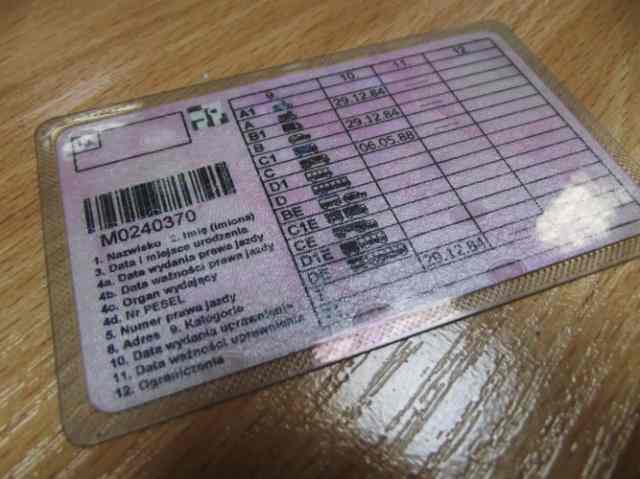 9 10 11 12
A1
A 29.12.84
B1
B 29.12.84
C1 06.05.88
C
D1
D
BE
C1E
CE
D1E
DE
T 29.12.84
M0240370
1. Nazwisko 2. Imię (imiona)
3. Data i miejsce urodzenia
4a. Data wydania prawa jazdy
4b. Data ważności prawa jazdy
4c. Organ wydający
4d. Nr PESEL
5. Numer prawa jazdy
8. Adres 9. Kategorie
10. Data wydania uprawnienia
11. Data ważności uprawnienia
12. Ograniczenia